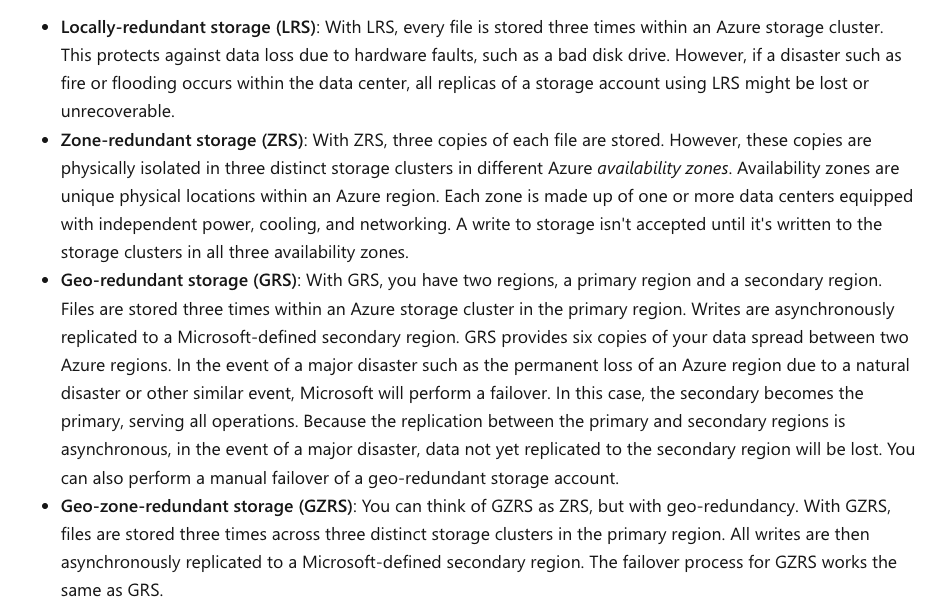 • Locally-redundant storage (LRS): With LRS, every file is stored three times within an Azure storage cluster.
This protects against data loss due to hardware faults, such as a bad disk drive. However, if a disaster such as
fire or flooding occurs within the data center, all replicas of a storage account using LRS might be lost or
unrecoverable.
• Zone-redundant storage (ZRS): With ZRS, three copies of each file are stored. However, these copies are
physically isolated in three distinct storage clusters in different Azure availability zones. Availability zones are
unique physical locations within an Azure region. Each zone is made up of one or more data centers equipped
with independent power, cooling, and networking. A write to storage isn't accepted until it's written to the
storage clusters in all three availability zones.
• Geo-redundant storage (GRS): With GRS, you have two regions, a primary region and a secondary region.
Files are stored three times within an Azure storage cluster in the primary region. Writes are asynchronously
replicated to a Microsoft-defined secondary region. GRS provides six copies of your data spread between two
Azure regions. In the event of a major disaster such as the permanent loss of an Azure region due to a natural
disaster or other similar event, Microsoft will perform a failover. In this case, the secondary becomes the
primary, serving all operations. Because the replication between the primary and secondary regions is
asynchronous, in the event of a major disaster, data not yet replicated to the secondary region will be lost. You
can also perform a manual failover of a geo-redundant storage account.
• Geo-zone-redundant storage (GZRS): You can think of GZRS as ZRS, but with geo-redundancy. With GZRS,
files are stored three times across three distinct storage clusters in the primary region. All writes are then
asynchronously replicated to a Microsoft-defined secondary region. The failover process for GZRS works the
same as GRS.